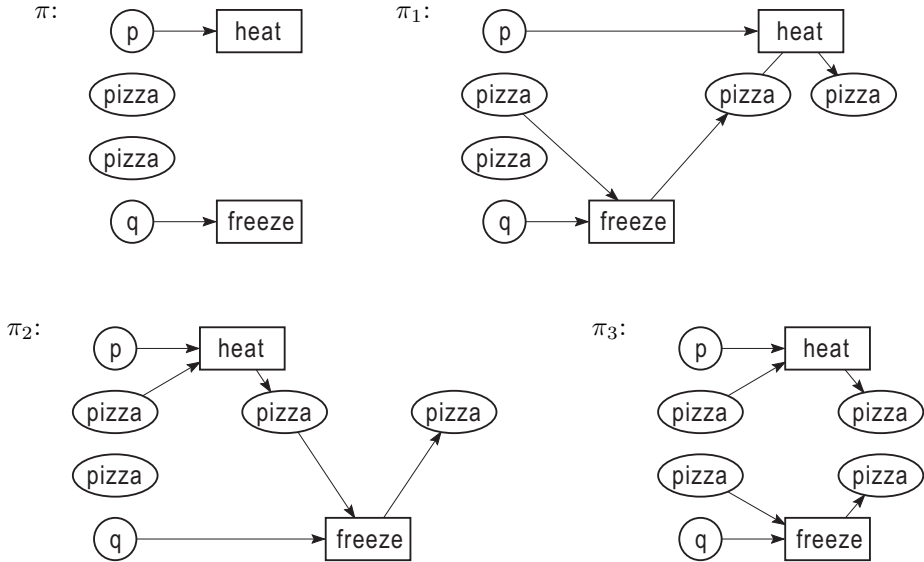 π: p heat π₁: p heat
pizza pizza pizza pizza
pizza pizza
q freeze q freeze
π₂: p heat π₃: p heat
pizza pizza pizza pizza pizza
pizza pizza pizza
q freeze q freeze